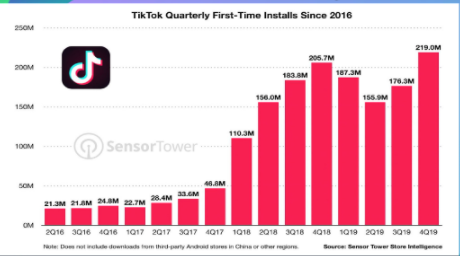 TikTok Quarterly First-Time Installs Since 2016
250M
200M
150M
100M
50M
0M
SensorTower
21.3M
21.8M
24.8M
22.7M
28.4M
33.6M
46.8M
110.3M
156.0M
183.8M
205.7M
187.3M
155.9M
176.3M
219.0M
2Q16 3Q16 4Q16 1Q17 2Q17 3Q17 4Q17 1Q18 2Q18 3Q18 4Q18 1Q19 2Q19 3Q19 4Q19
Note: Does not include downloads from third-party Android stores in China or other regions. Source: Sensor Tower Store Intelligence